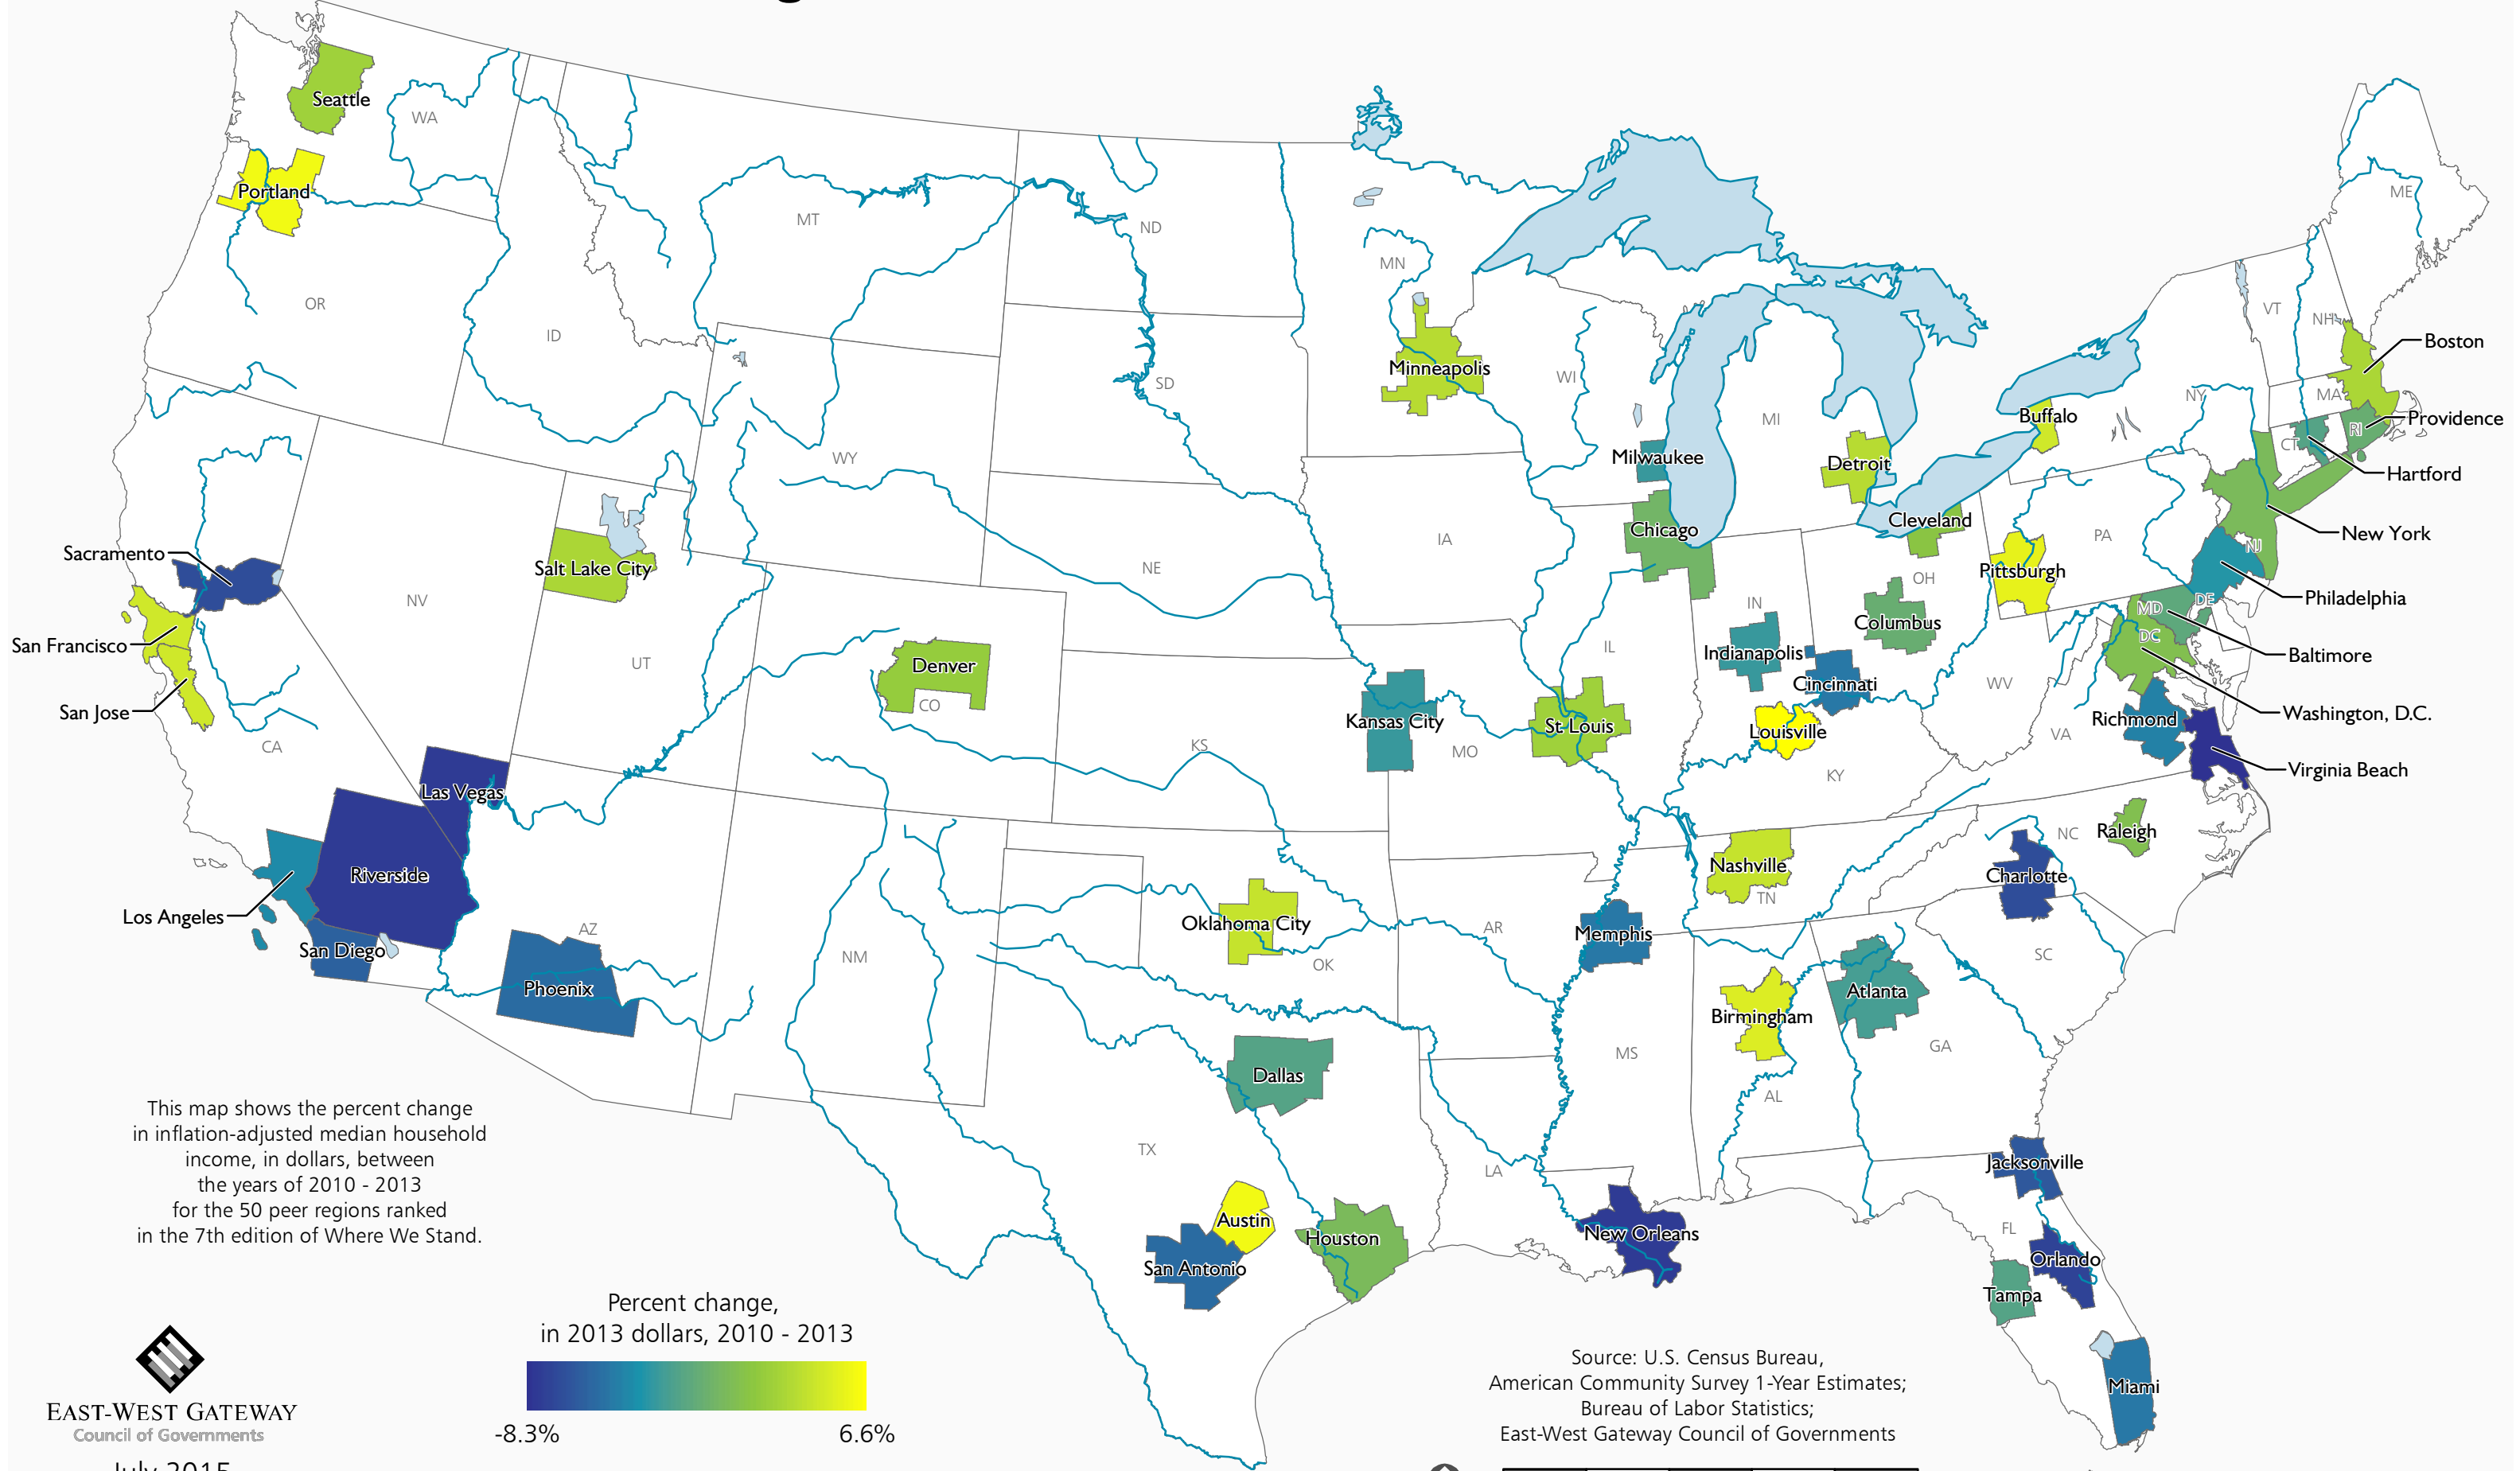 Seattle
WA
Portland
MT
ND
ME
OR
MN
VT
NH
ID
SD
WI
Minneapolis
MI
Boston
MA
NY
Buffalo
Providence
RI
CT
WY
Milwaukee
Detroit
Hartford
Chicago
Cleveland
New York
PA
NJ
IA
Sacramento
Salt Lake City
NE
Pittsburgh
OH
NV
IN
Columbus
MD
DE
Philadelphia
DC
San Francisco
UT
Denver
IL
Indianapolis
Baltimore
Cincinnati
WV
San Jose
CO
Kansas City
St Louis
Louisville
Richmond
Washington, D.C.
VA
CA
KS
MO
KY
Virginia Beach
Las Vegas
Raleigh
NC
Riverside
Nashville
Charlotte
TN
Los Angeles
AZ
Oklahoma City
AR
Memphis
San Diego
NM
OK
SC
Phoenix
Birmingham
Atlanta
GA
MS
Dallas
AL
TX
LA
Jacksonville
Austin
Houston
New Orleans
FL
San Antonio
Orlando
Tampa
Miami
This map shows the percent change
in inflation-adjusted median household
income, in dollars, between
the years of 2010 - 2013
for the 50 peer regions ranked
in the 7th edition of Where We Stand.
Percent change,
in 2013 dollars, 2010 - 2013
-8.3%
6.6%
EAST-WEST GATEWAY
Council of Governments
July 2015
Source: U.S. Census Bureau,
American Community Survey 1-Year Estimates;
Bureau of Labor Statistics;
East-West Gateway Council of Governments